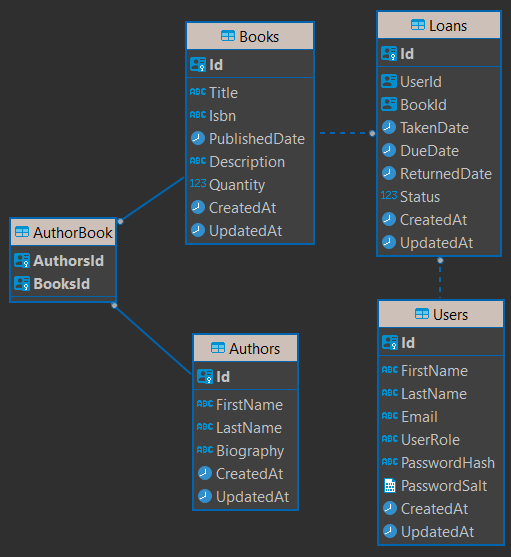 Books
Id
ABC Title
ABC Isbn
PublishedDate
ABC Description
123 Quantity
CreatedAt
UpdatedAt
Loans
Id
UserId
BookId
TakenDate
DueDate
ReturnedDate
123 Status
CreatedAt
UpdatedAt
AuthorBook
AuthorsId
BooksId
Authors
Id
ABC FirstName
ABC LastName
ABC Biography
CreatedAt
UpdatedAt
Users
Id
ABC FirstName
ABC LastName
ABC Email
ABC UserRole
ABC PasswordHash
PasswordSalt
CreatedAt
UpdatedAt